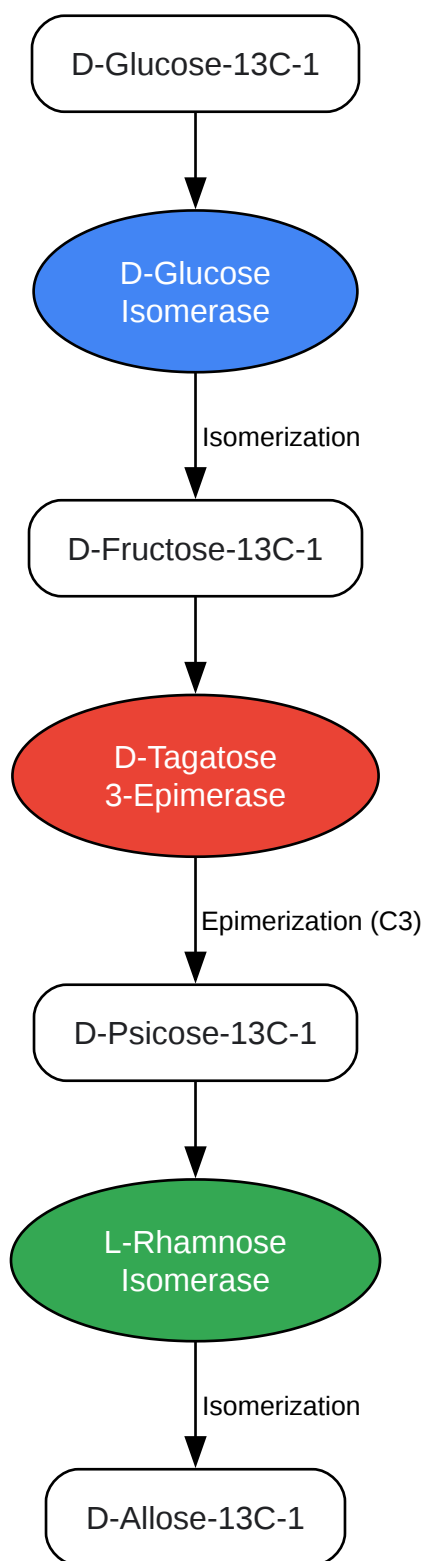 D-Glucose-13C-1
D-Glucose
Isomerase
Isomerization
D-Fructose-13C-1
D-Tagatose
3-Epimerase
Epimerization (C3)
D-Psicose-13C-1
L-Rhamnose
Isomerase
Isomerization
D-Allose-13C-1